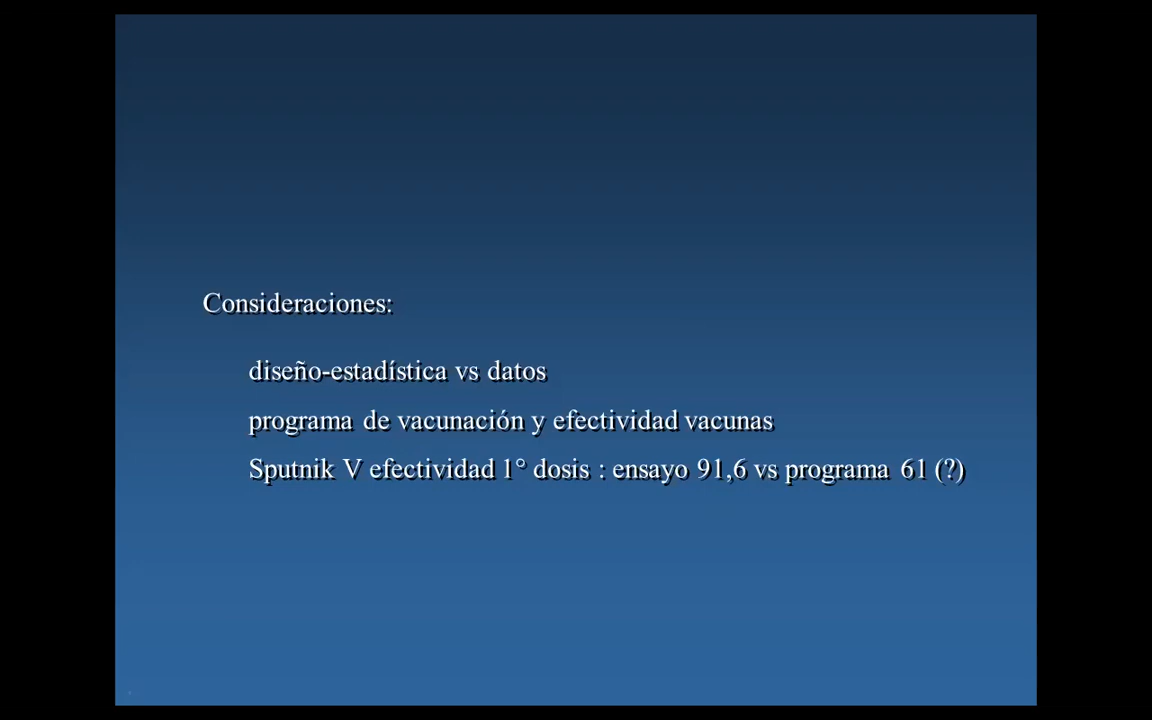 Consideraciones:
diseño-estadística vs datos
programa de vacunación y efectividad vacunas
Sputnik V efectividad 1° dosis : ensayo 91,6 vs programa 61 (?)